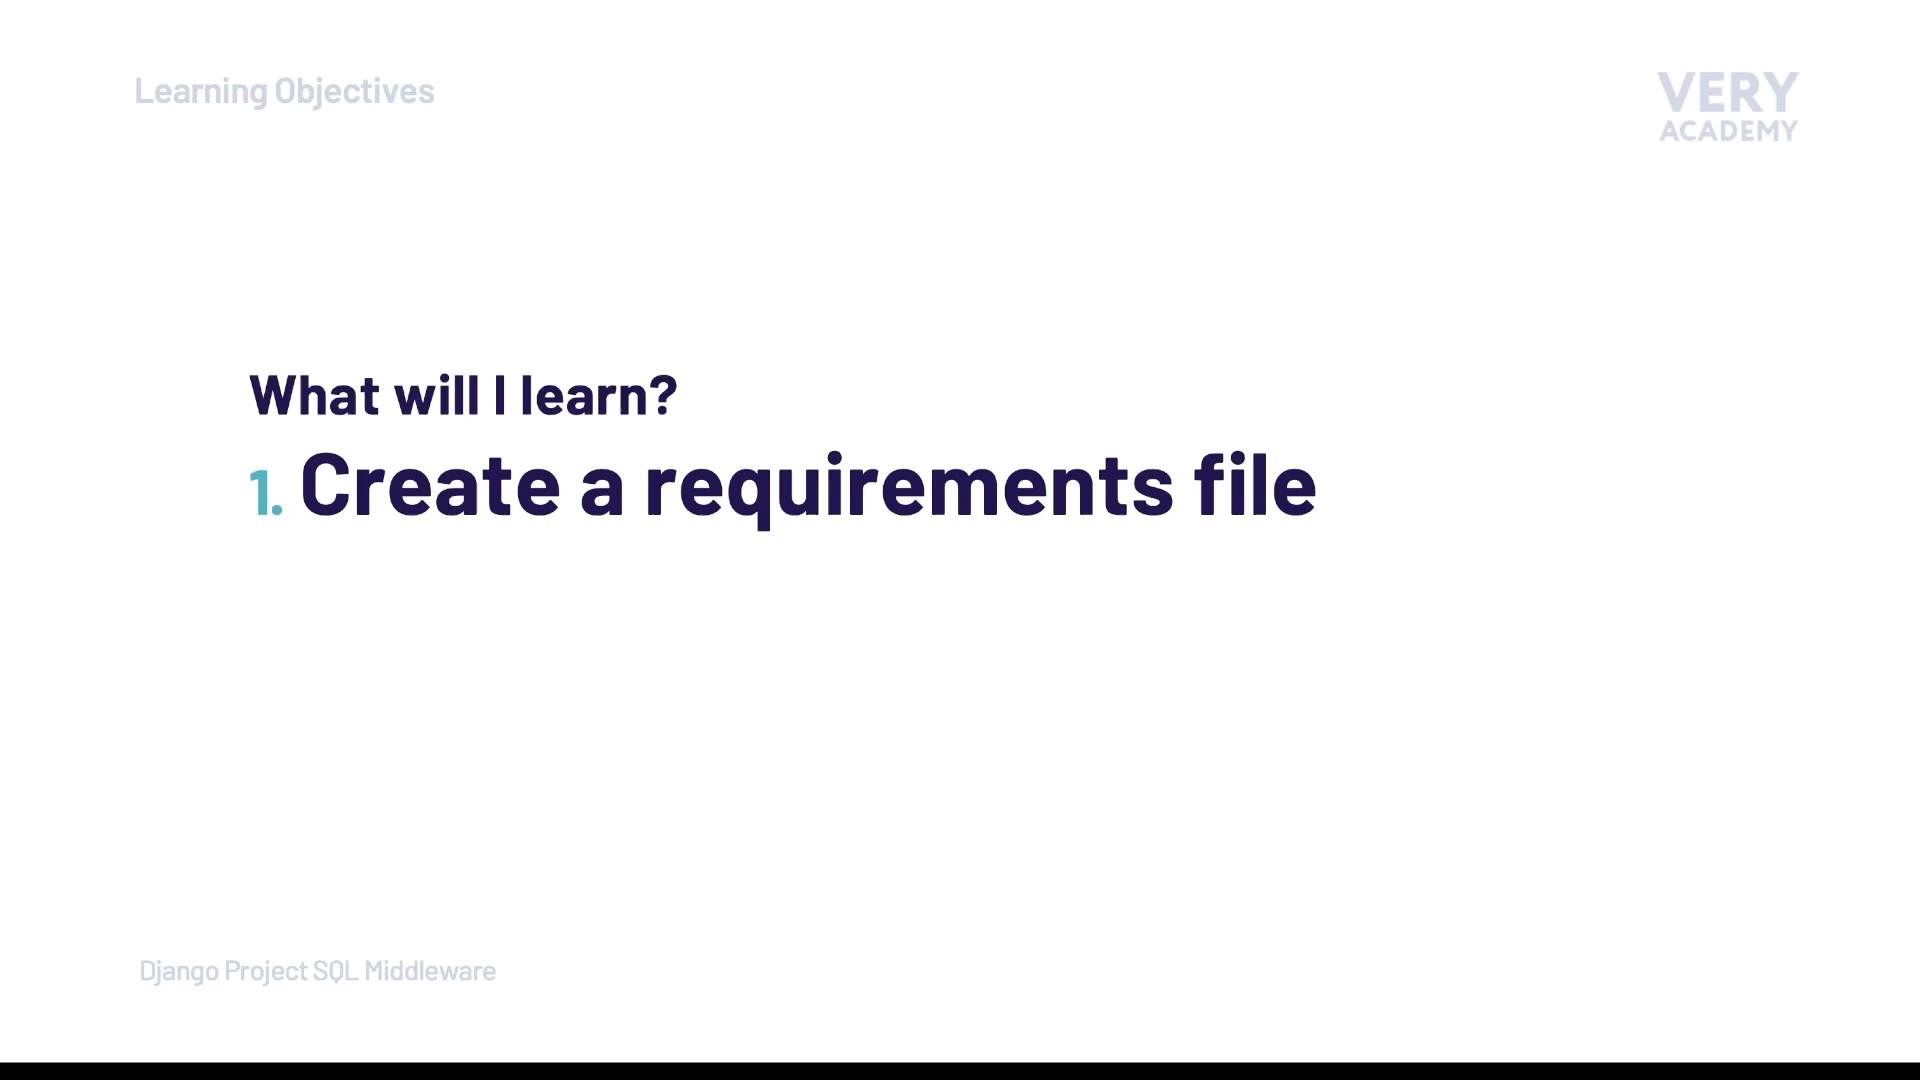 Learning Objectives
VERY
ACADEMY
What will I learn?
1. Create a requirements file
Django Project SQL Middleware